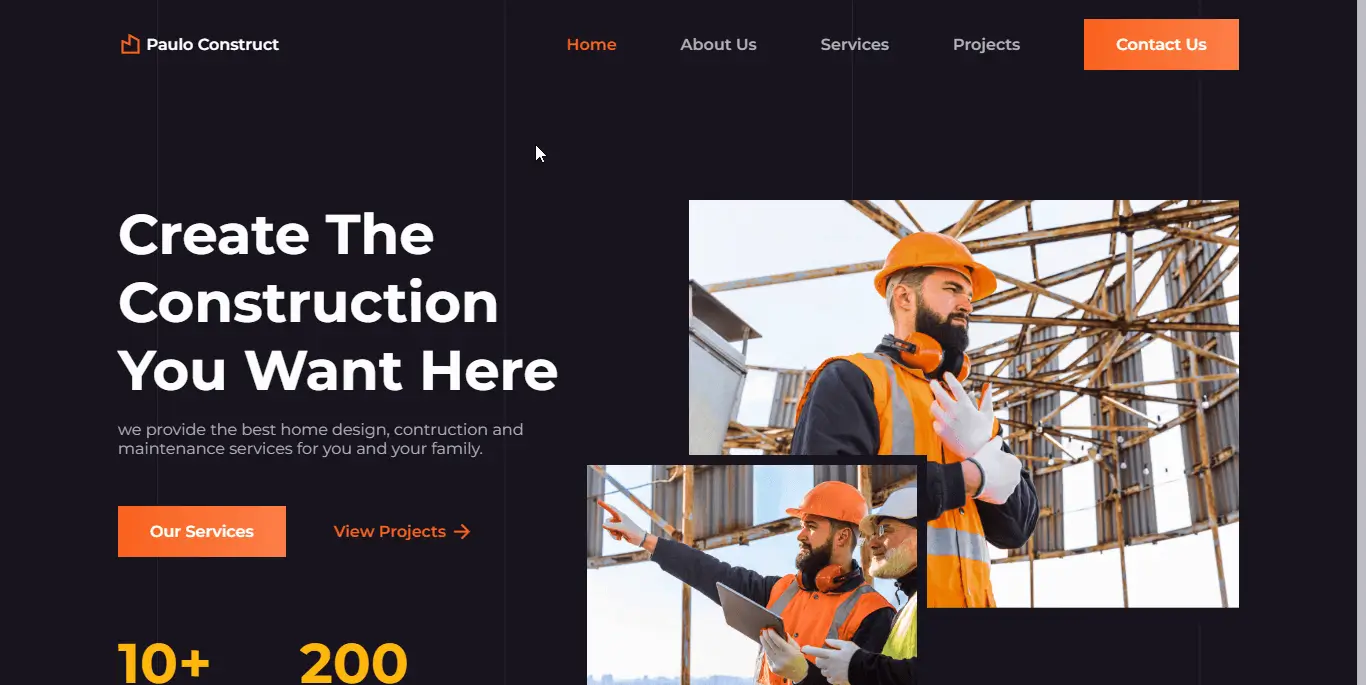 Paulo Construct
Home
About Us
Services
Projects
Contact Us
Create The
Construction
You Want Here
we provide the best home design, contruction and
maintenance services for you and your family.
Our Services
View Projects
10+
200